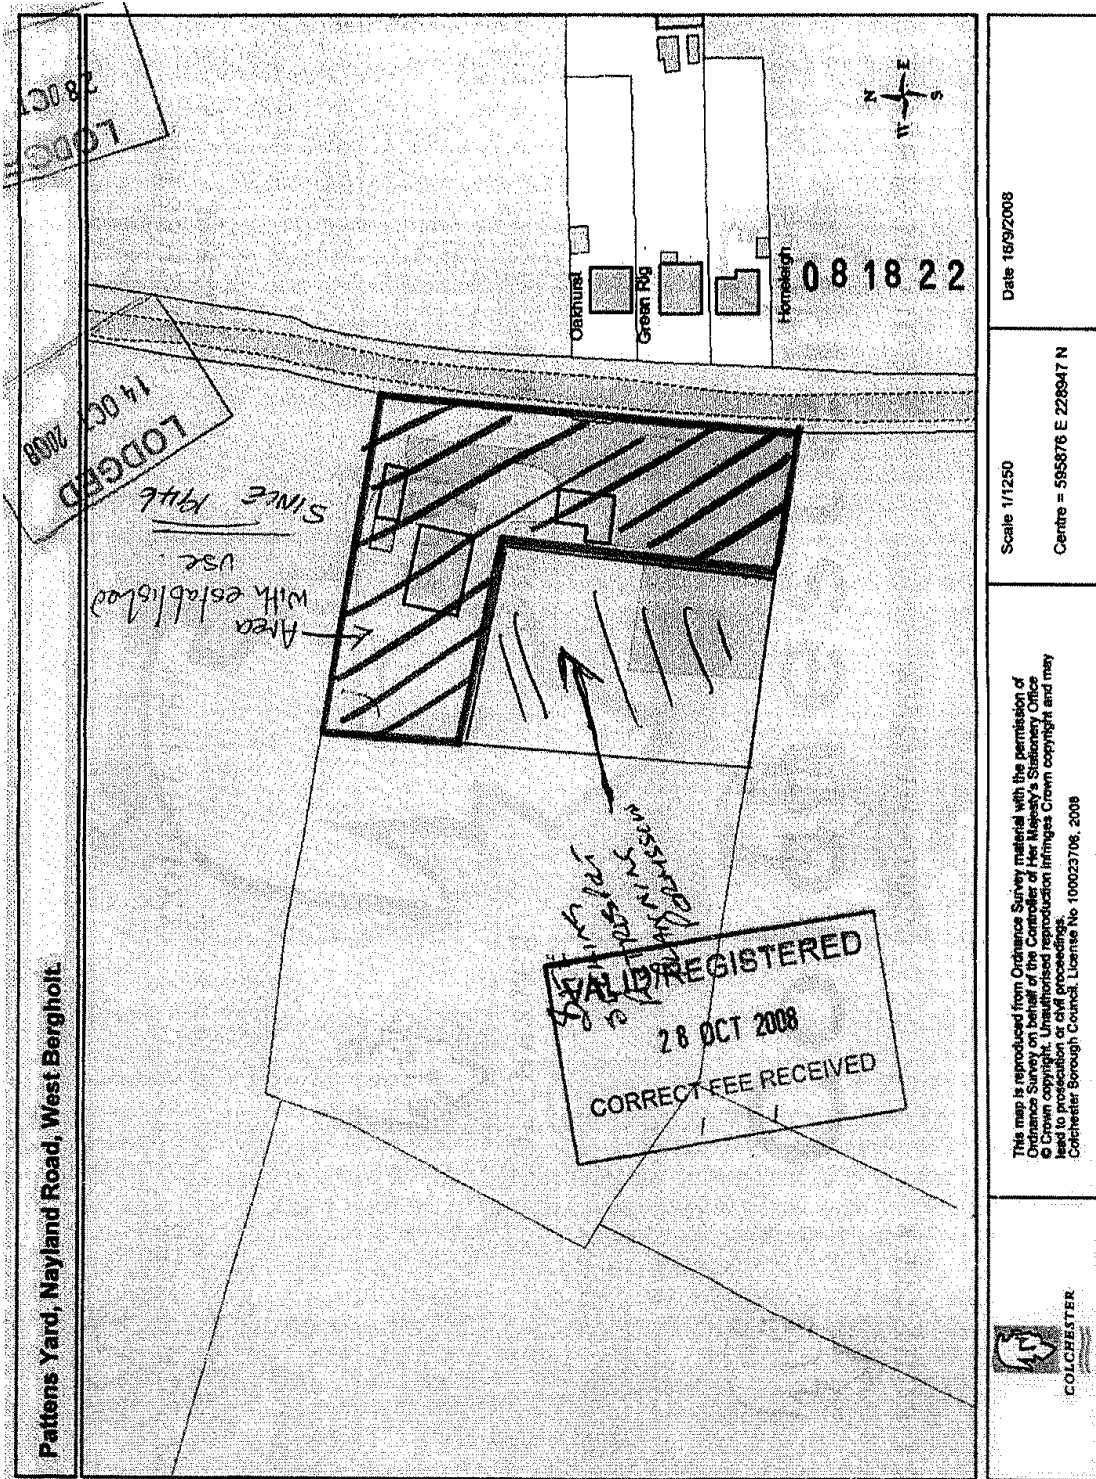 Pattens Yard, Nayland Road, West Bergholt.
LODGED
28 OCT
LODGED
14 OCT 2008
Area
with established
use
SINCE 1946
PLANNING
PERMISSION
VALID/REGISTERED
28 OCT 2008
CORRECT FEE RECEIVED
Oakhurst
Green Rig
Homeleigh
N
E
S
W
081822
COLCHESTER
This map is reproduced from Ordnance Survey material with the permission of
Ordnance Survey on behalf of the Controller of Her Majesty's Stationery Office
© Crown copyright. Unauthorised reproduction infringes Crown copyright and may
lead to prosecution or civil proceedings.
Colchester Borough Council. License No 100023706. 2008
Scale 1/1250
Centre = 595876 E 228947 N
Date 16/9/2008